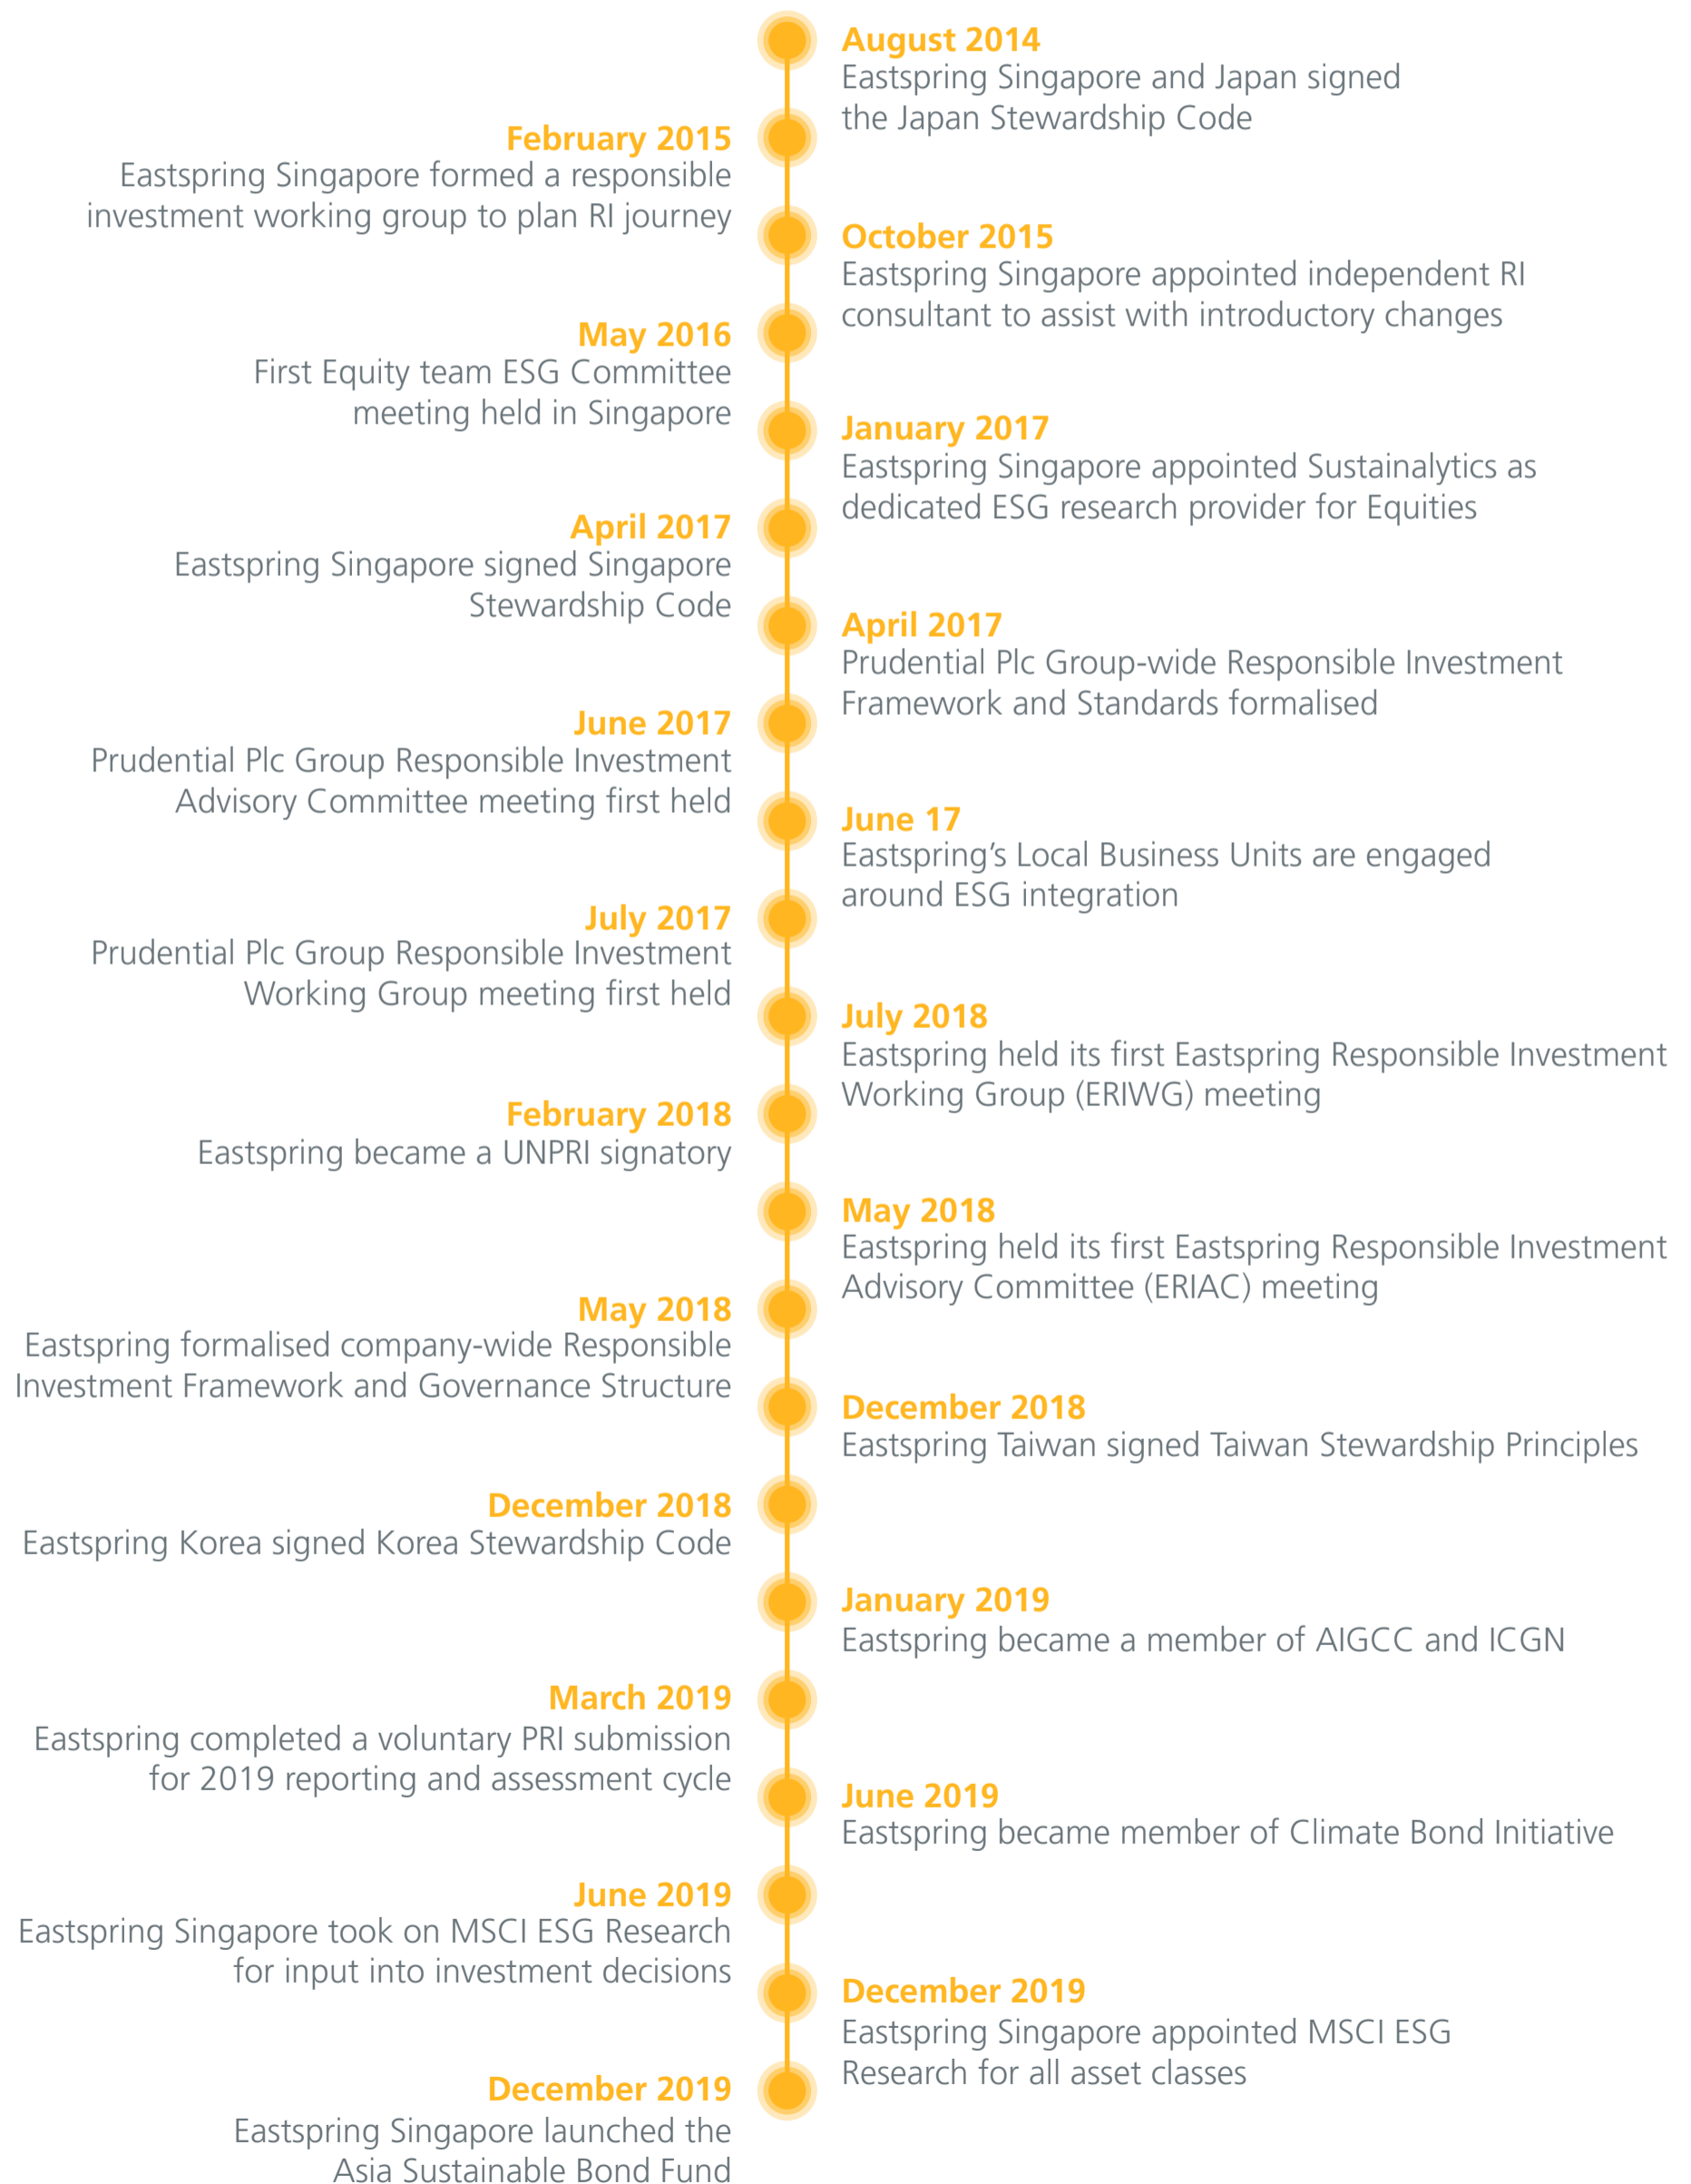 August 2014
Eastspring Singapore and Japan signed
the Japan Stewardship Code
February 2015
Eastspring Singapore formed a responsible
investment working group to plan RI journey
October 2015
Eastspring Singapore appointed independent RI
consultant to assist with introductory changes
May 2016
First Equity team ESG Committee
meeting held in Singapore
January 2017
Eastspring Singapore appointed Sustainalytics as
dedicated ESG research provider for Equities
April 2017
Eastspring Singapore signed Singapore
Stewardship Code
April 2017
Prudential Plc Group-wide Responsible Investment
Framework and Standards formalised
June 2017
Prudential Plc Group Responsible Investment
Advisory Committee meeting first held
June 17
Eastspring’s Local Business Units are engaged
around ESG integration
July 2017
Prudential Plc Group Responsible Investment
Working Group meeting first held
July 2018
Eastspring held its first Eastspring Responsible Investment
Working Group (ERIWG) meeting
February 2018
Eastspring became a UNPRI signatory
May 2018
Eastspring held its first Eastspring Responsible Investment
Advisory Committee (ERIAC) meeting
May 2018
Eastspring formalised company-wide Responsible
Investment Framework and Governance Structure
December 2018
Eastspring Taiwan signed Taiwan Stewardship Principles
December 2018
Eastspring Korea signed Korea Stewardship Code
January 2019
Eastspring became a member of AIGCC and ICGN
March 2019
Eastspring completed a voluntary PRI submission
for 2019 reporting and assessment cycle
June 2019
Eastspring became member of Climate Bond Initiative
June 2019
Eastspring Singapore took on MSCI ESG Research
for input into investment decisions
December 2019
Eastspring Singapore appointed MSCI ESG
Research for all asset classes
December 2019
Eastspring Singapore launched the
Asia Sustainable Bond Fund